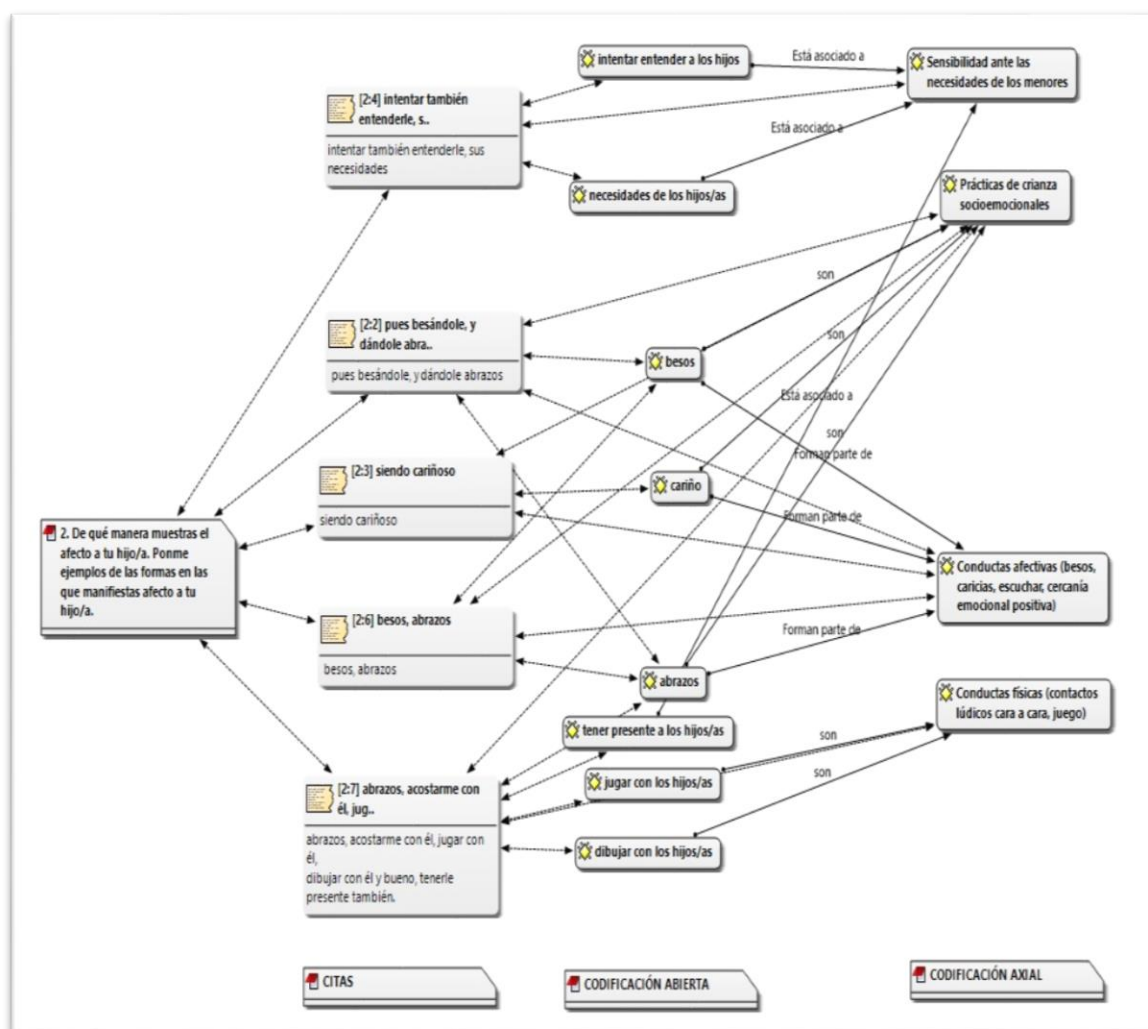 intentar entender a los hijos
Está asociado a
Sensibilidad ante las
necesidades de los menores
[2:4] intentar también
entenderle, s..
intentar también entenderle, sus
necesidades
Está asociado a
necesidades de los hijos/as
Prácticas de crianza
socioemocionales
son
[2:2] pues besándole, y
dándole abra..
pues besándole, y dándole abrazos
besos
son
Está asociado a
son
Forman parte de
[2:3] siendo cariñoso
siendo cariñoso
cariño
Forman parte de
2. De qué manera muestras el
afecto a tu hijo/a. Ponme
ejemplos de las formas en las
que manifiestas afecto a tu
hijo/a.
Conductas afectivas (besos,
caricias, escuchar, cercanía
emocional positiva)
[2:6] besos, abrazos
besos, abrazos
Forman parte de
abrazos
Conductas físicas (contactos
lúdicos cara a cara, juego)
tener presente a los hijos/as
son
jugar con los hijos/as
son
[2:7] abrazos, acostarme con
él, jug..
abrazos, acostarme con él, jugar con
él,
dibujar con él y bueno, tenerle
presente también.
dibujar con los hijos/as
CITAS
CODIFICACIÓN ABIERTA
CODIFICACIÓN AXIAL